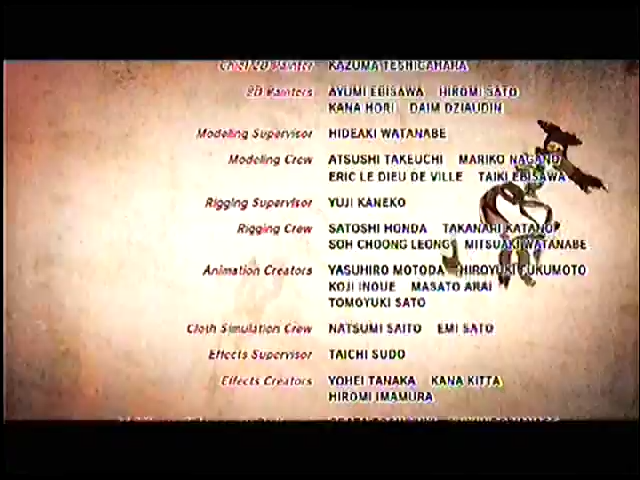 Chief 2D Painter KAZUMA TESHIGAHARA
2D Painters AYUMI EBISAWA HIROMI SATO
KANA HORI DAIM DZIAUDIN
Modeling Supervisor HIDEAKI WATANABE
Modeling Crew ATSUSHI TAKEUCHI MARIKO NAGANO
ERIC LE DIEU DE VILLE TAIKI EBISAWA
Rigging Supervisor YUJI KANEKO
Rigging Crew SATOSHI HONDA TAKANARI KATANO
SOH CHOONG LEONG MITSUAKI WATANABE
Animation Creators YASUHIRO MOTODA HIROYUKI FUKUMOTO
KOJI INOUE MASATO ARAI
TOMOYUKI SATO
Cloth Simulation Crew NATSUMI SAITO EMI SATO
Effects Supervisor TAICHI SUDO
Effects Creators YOHEI TANAKA KANA KITTA
HIROMI IMAMURA